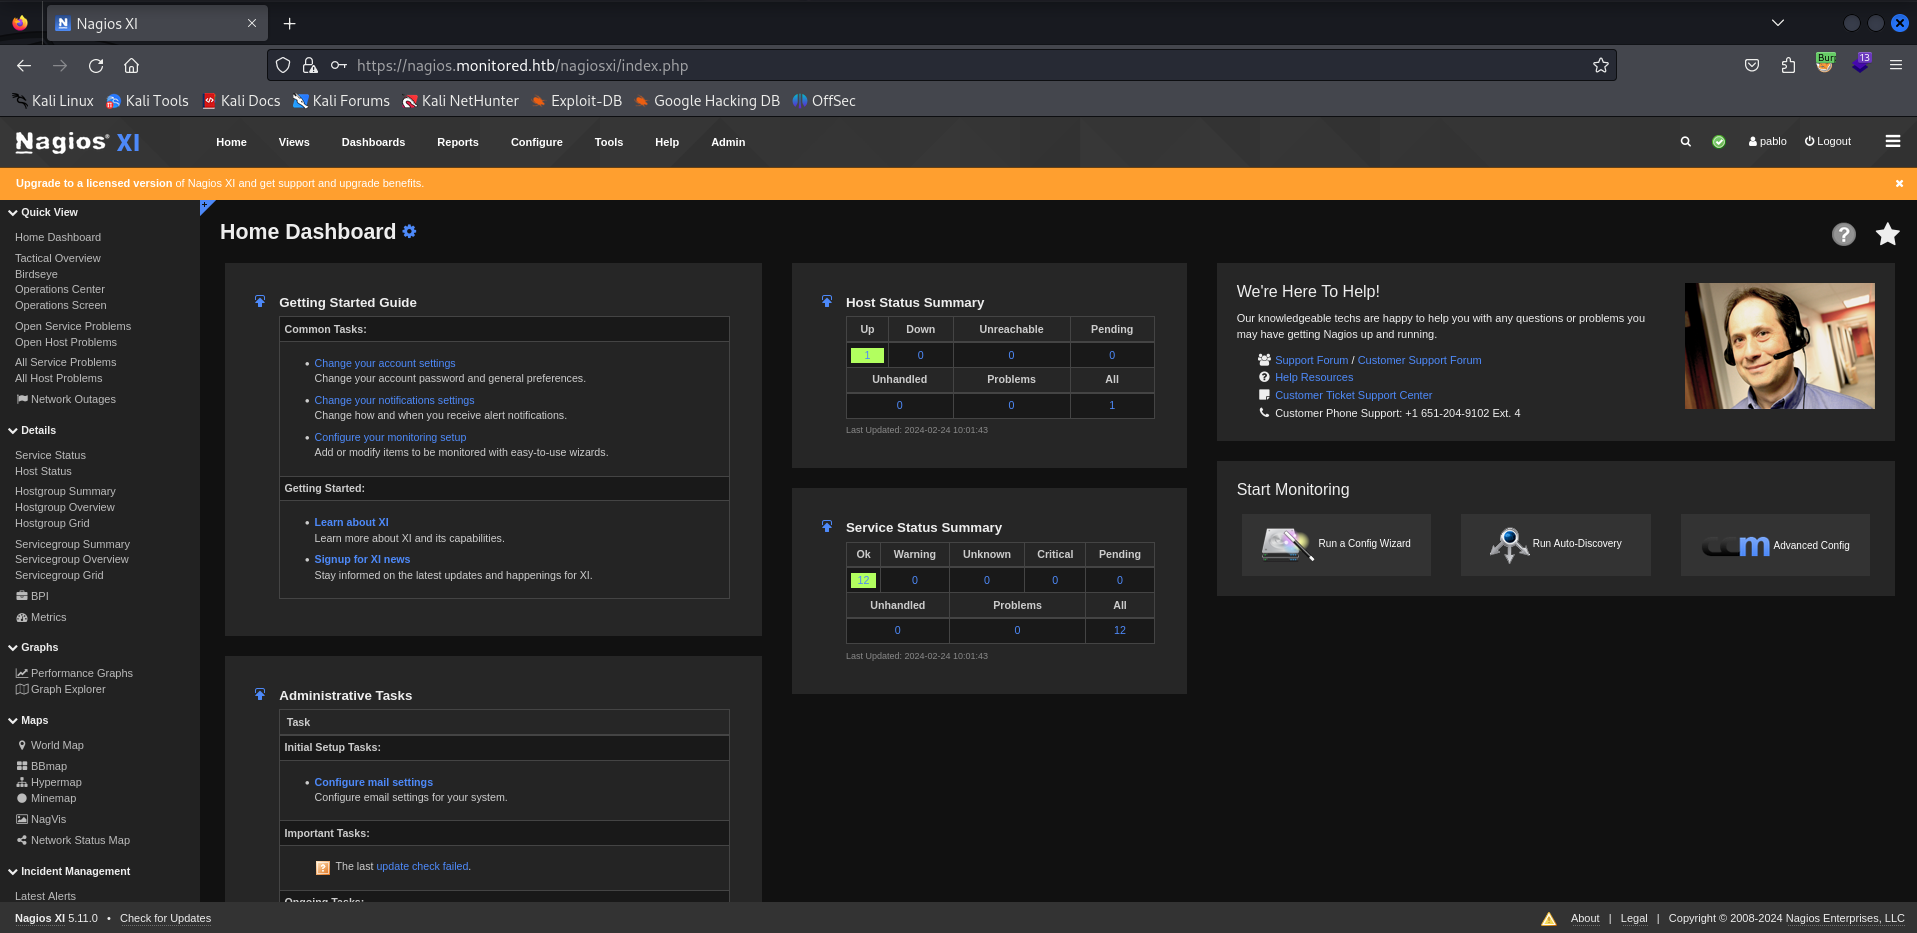 Nagios XI
https://nagios.monitored.htb/nagiosxi/index.php
Burp
13
Kali Linux
Kali Tools
Kali Docs
Kali Forums
Kali NetHunter
Exploit-DB
Google Hacking DB
OffSec
Nagios® XI
Home
Views
Dashboards
Reports
Configure
Tools
Help
Admin
pablo
Logout
Upgrade to a licensed version of Nagios XI and get support and upgrade benefits.
Quick View
Home Dashboard
Tactical Overview
Birdseye
Operations Center
Operations Screen
Open Service Problems
Open Host Problems
All Service Problems
All Host Problems
Network Outages
Details
Service Status
Host Status
Hostgroup Summary
Hostgroup Overview
Hostgroup Grid
Servicegroup Summary
Servicegroup Overview
Servicegroup Grid
BPI
Metrics
Graphs
Performance Graphs
Graph Explorer
Maps
World Map
BBmap
Hypermap
Minemap
NagVis
Network Status Map
Incident Management
Latest Alerts
Home Dashboard
Getting Started Guide
Common Tasks:
• Change your account settings
Change your account password and general preferences.
• Change your notifications settings
Change how and when you receive alert notifications.
• Configure your monitoring setup
Add or modify items to be monitored with easy-to-use wizards.
Getting Started:
• Learn about XI
Learn more about XI and its capabilities.
• Signup for XI news
Stay informed on the latest updates and happenings for XI.
Administrative Tasks
Task
Initial Setup Tasks:
• Configure mail settings
Configure email settings for your system.
Important Tasks:
The last update check failed.
Ongoing Tasks:
Host Status Summary
Up Down Unreachable Pending
1 0 0 0
Unhandled Problems All
0 0 1
Last Updated: 2024-02-24 10:01:43
Service Status Summary
Ok Warning Unknown Critical Pending
12 0 0 0 0
Unhandled Problems All
0 0 12
Last Updated: 2024-02-24 10:01:43
We're Here To Help!
Our knowledgeable techs are happy to help you with any questions or problems you
may have getting Nagios up and running.
Support Forum / Customer Support Forum
Help Resources
Customer Ticket Support Center
Customer Phone Support: +1 651-204-9102 Ext. 4
Start Monitoring
Run a Config Wizard
Run Auto-Discovery
ccm Advanced Config
Nagios XI 5.11.0 • Check for Updates
About | Legal | Copyright © 2008-2024 Nagios Enterprises, LLC